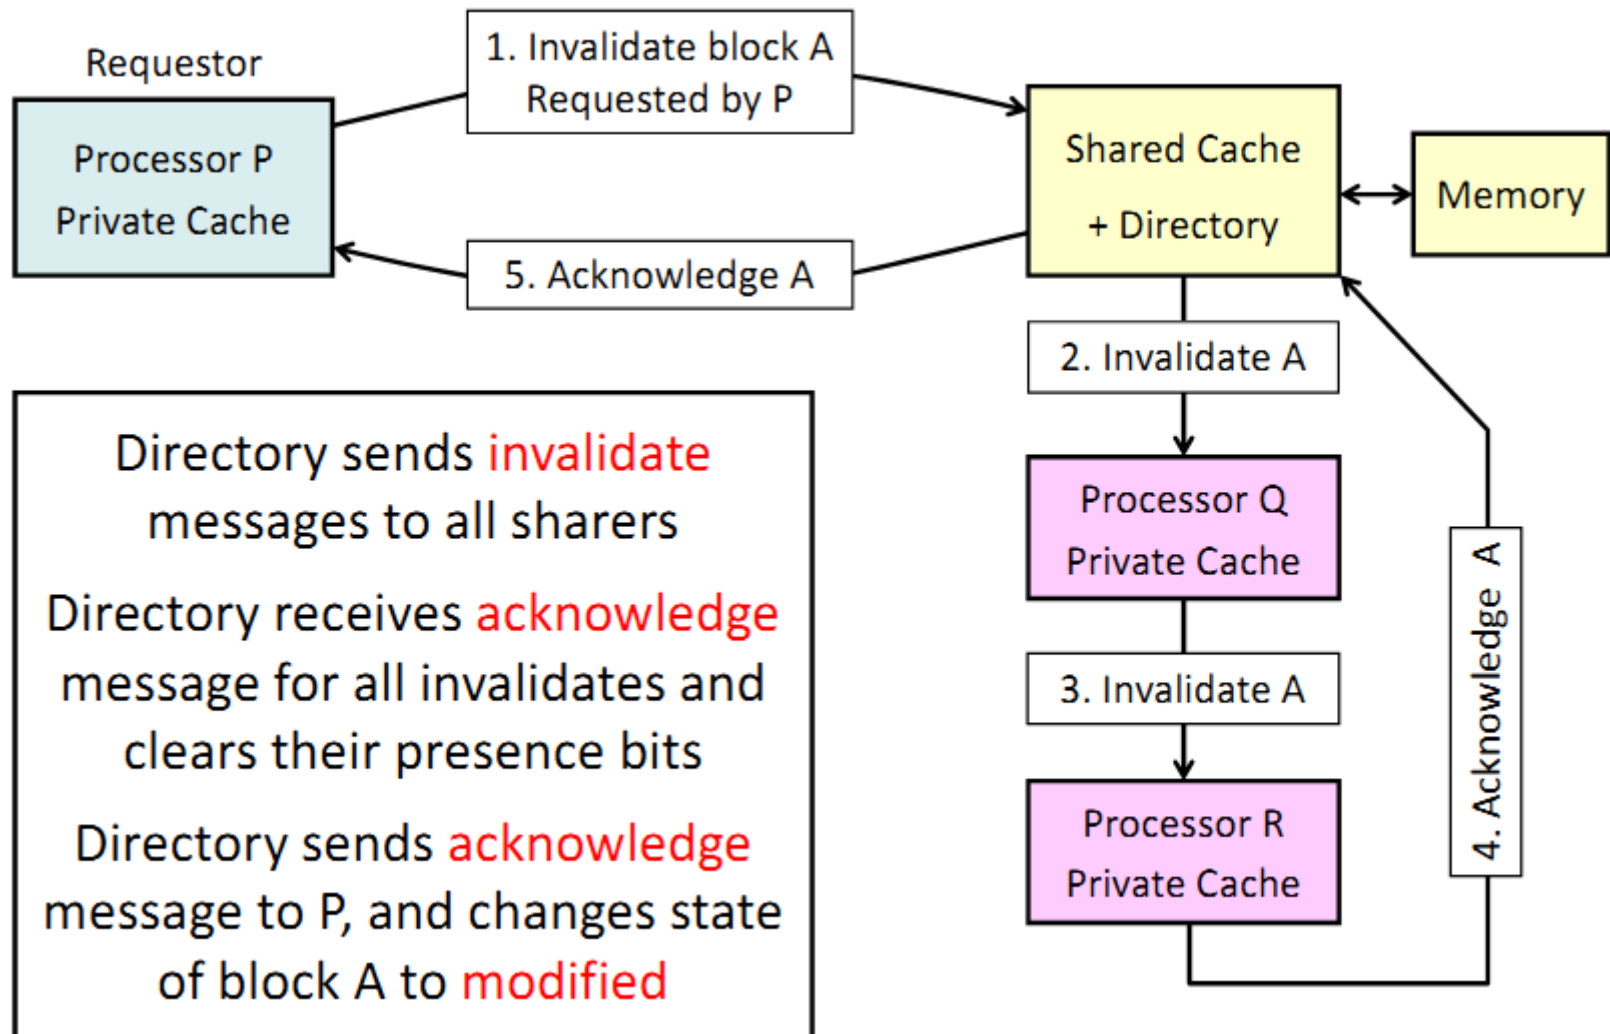 Requestor
Processor P
Private Cache
1. Invalidate block A
Requested by P
5. Acknowledge A
Shared Cache
+ Directory
Memory
2. Invalidate A
Processor Q
Private Cache
3. Invalidate A
Processor R
Private Cache
4. Acknowledge A
Directory sends invalidate
messages to all sharers
Directory receives acknowledge
message for all invalidates and
clears their presence bits
Directory sends acknowledge
message to P, and changes state
of block A to modified